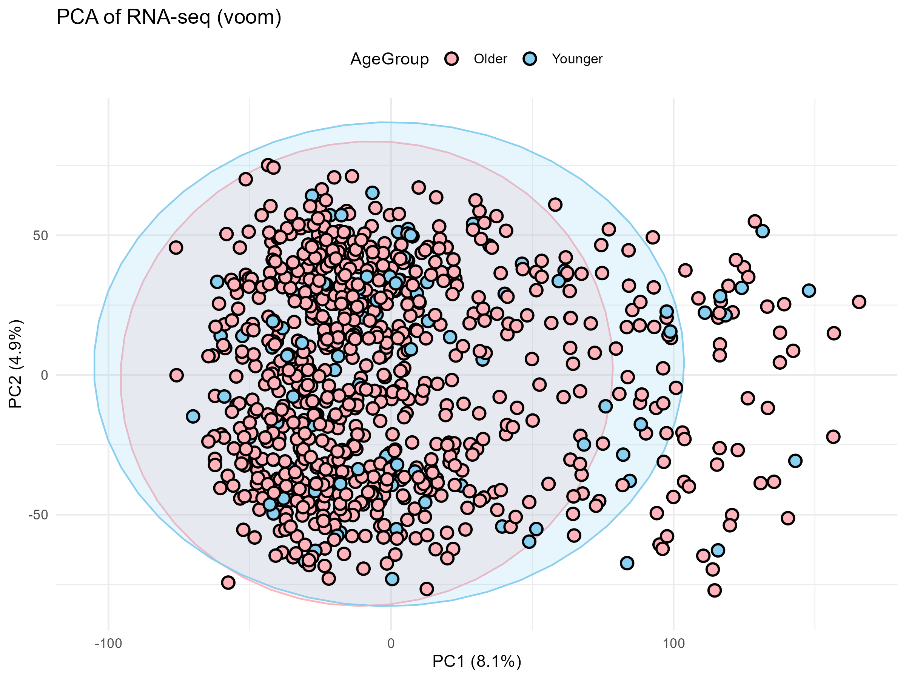 PCA of RNA-seq (voom)
AgeGroup Older Younger
50
0
-50
PC2 (4.9%)
-100 0 100
PC1 (8.1%)